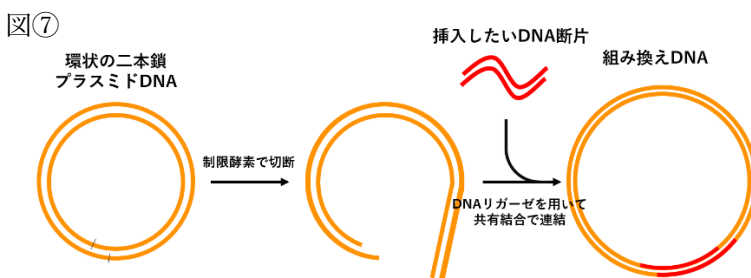 図⑦
環状の二本鎖
プラスミドDNA
制限酵素で切断
挿入したいDNA断片
DNAリガーゼを用いて
共有結合で連結
組み換えDNA